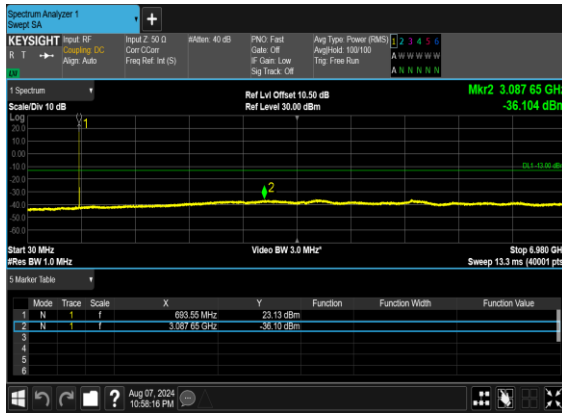 Spectrum Analyzer 1
Swept SA
+
KEYSIGHT Input: RF Input Z: 50 Ω #Atten: 40 dB PNO: Fast Avg Type: Power (RMS) 1 2 3 4 5 6
R T Coupling: DC Corr CCorr Gate: Off Avg|Hold: 100/100 A W W W W W
Align: Auto Freq Ref: Int (S) IF Gain: Low Trig: Free Run
Sig Track: Off A N N N N N
1 Spectrum Ref Lvl Offset 10.50 dB Mkr2 3.087 65 GHz
Scale/Div 10 dB Ref Level 30.00 dBm -36.104 dBm
Log
20.0
10.0
0.00
-10.0
-20.0
-30.0
-40.0
-50.0
-60.0
1
2
DL1 -13.00 dBm
Start 30 MHz Video BW 3.0 MHz* Stop 6.980 GHz
#Res BW 1.0 MHz Sweep 13.3 ms (40001 pts)
5 Marker Table
Mode Trace Scale X Y Function Function Width Function Value
1 N 1 f 693.55 MHz 23.13 dBm
2 N 1 f 3.087 65 GHz -36.10 dBm
3
4
5
6
? Aug 07, 2024
10:58:16 PM